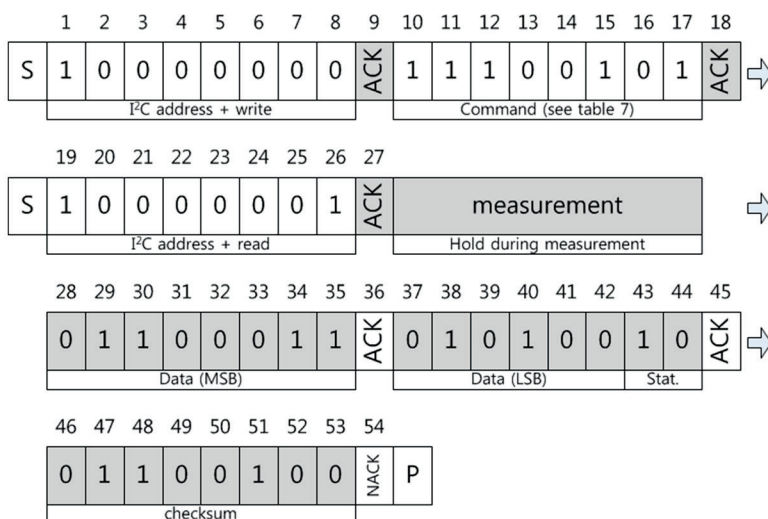 1 2 3 4 5 6 7 8 9 10 11 12 13 14 15 16 17 18
S 1 0 0 0 0 0 0 0 ACK 1 1 1 0 0 1 0 1 ACK
I²C address + write Command (see table 7)
19 20 21 22 23 24 25 26 27
S 1 0 0 0 0 0 0 1 ACK measurement
I²C address + read Hold during measurement
28 29 30 31 32 33 34 35 36 37 38 39 40 41 42 43 44 45
0 1 1 0 0 0 1 1 ACK 0 1 0 1 0 0 1 0 ACK
Data (MSB) Data (LSB) Stat.
46 47 48 49 50 51 52 53 54
0 1 1 0 0 1 0 0 NACK P
checksum